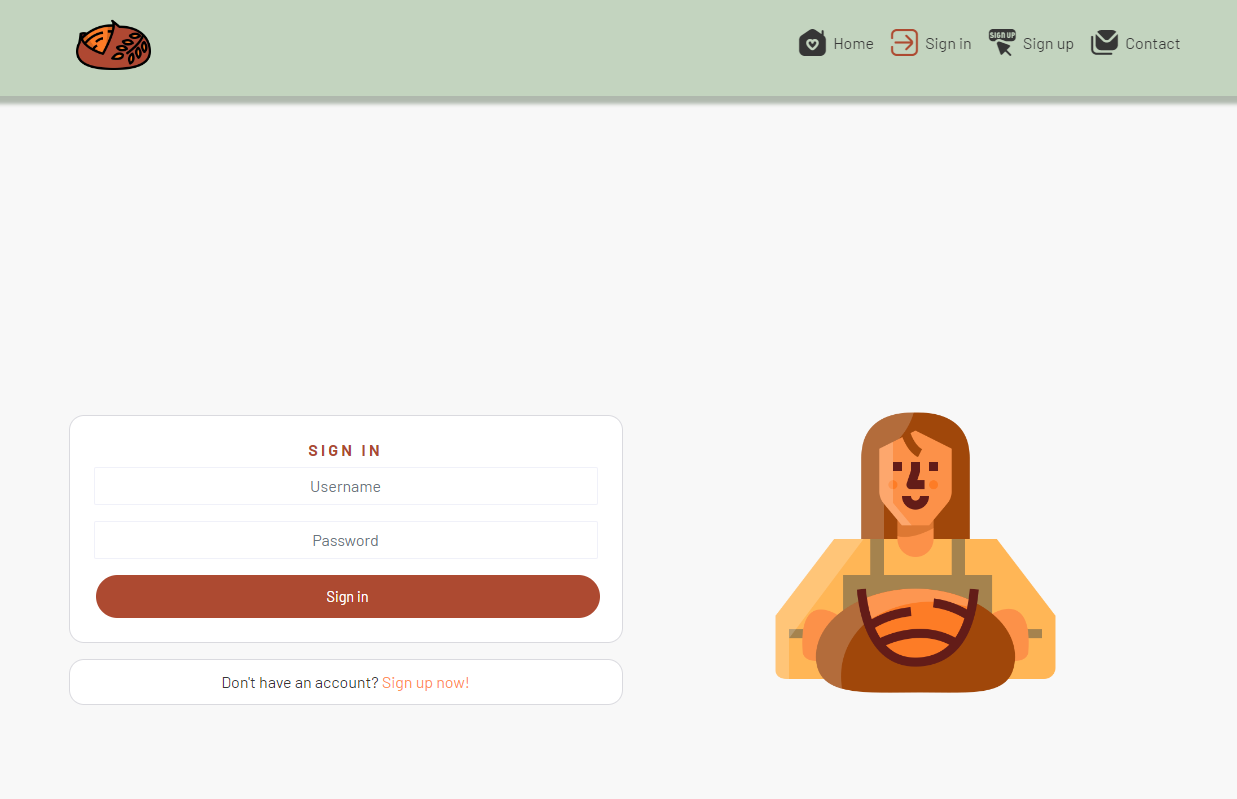 Home
Sign in
SIGN UP
Sign up
Contact
SIGN IN
Username
Password
Sign in
Don't have an account? Sign up now!